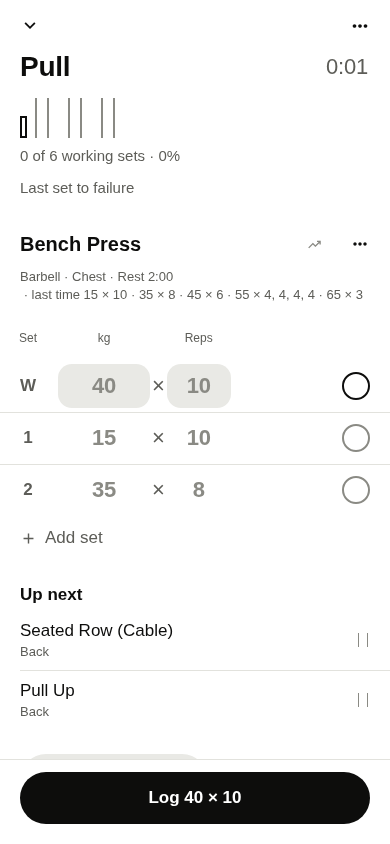 Pull
0:01
0 of 6 working sets · 0%
Last set to failure
Bench Press
Barbell · Chest · Rest 2:00
· last time 15 × 10 · 35 × 8 · 45 × 6 · 55 × 4, 4, 4, 4 · 65 × 3
Set kg Reps
W 40 × 10
1 15 × 10
2 35 × 8
+ Add set
Up next
Seated Row (Cable)
Back
Pull Up
Back
Log 40 × 10